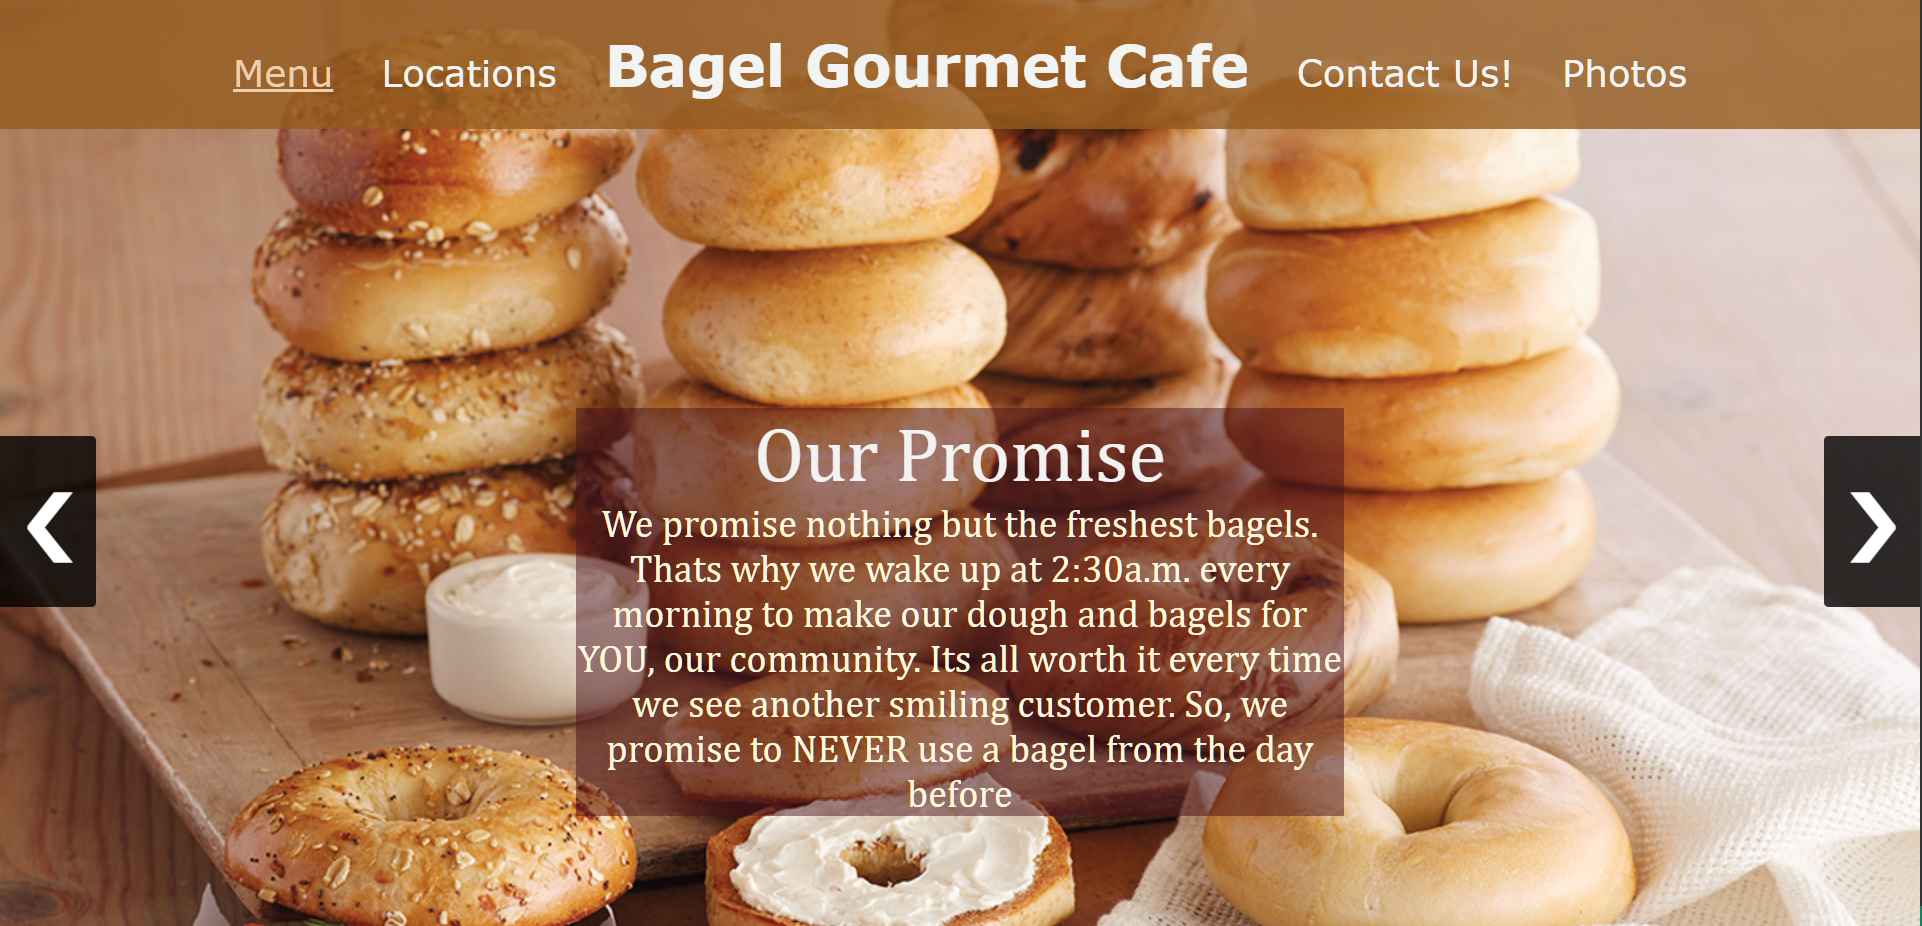 Menu Locations Bagel Gourmet Cafe Contact Us! Photos
Our Promise
We promise nothing but the freshest bagels.
Thats why we wake up at 2:30a.m. every
morning to make our dough and bagels for
YOU, our community. Its all worth it every time
we see another smiling customer. So, we
promise to NEVER use a bagel from the day
before